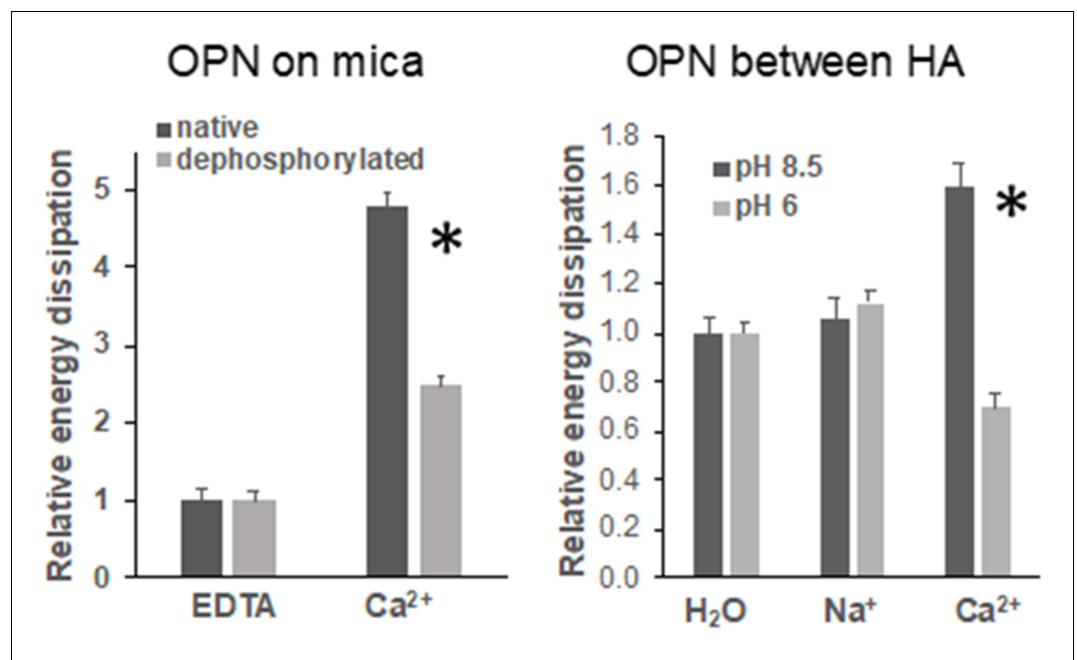 OPN on mica
native
dephosphorylated
Relative energy dissipation
5
4
3
2
1
0
EDTA
Ca²⁺
*
OPN between HA
pH 8.5
pH 6
Relative energy dissipation
1.8
1.6
1.4
1.2
1.0
0.8
0.6
0.4
0.2
0.0
H₂O
Na⁺
Ca²⁺
*